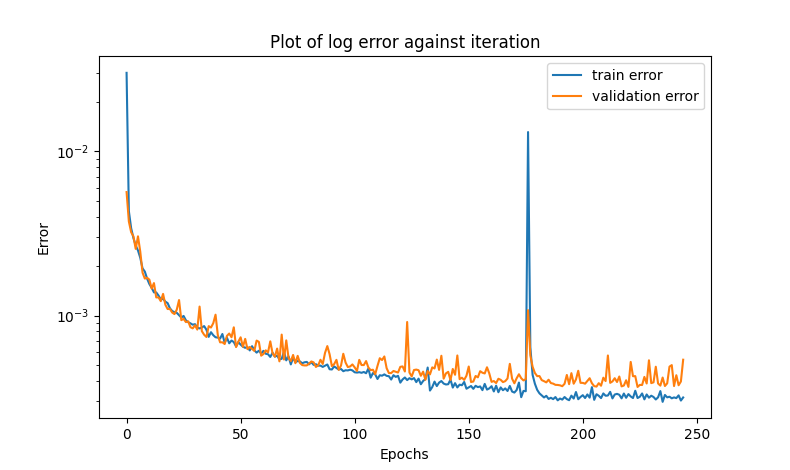 Plot of log error against iteration
train error
validation error
Error
10⁻²
10⁻³
0 50 100 150 200 250
Epochs